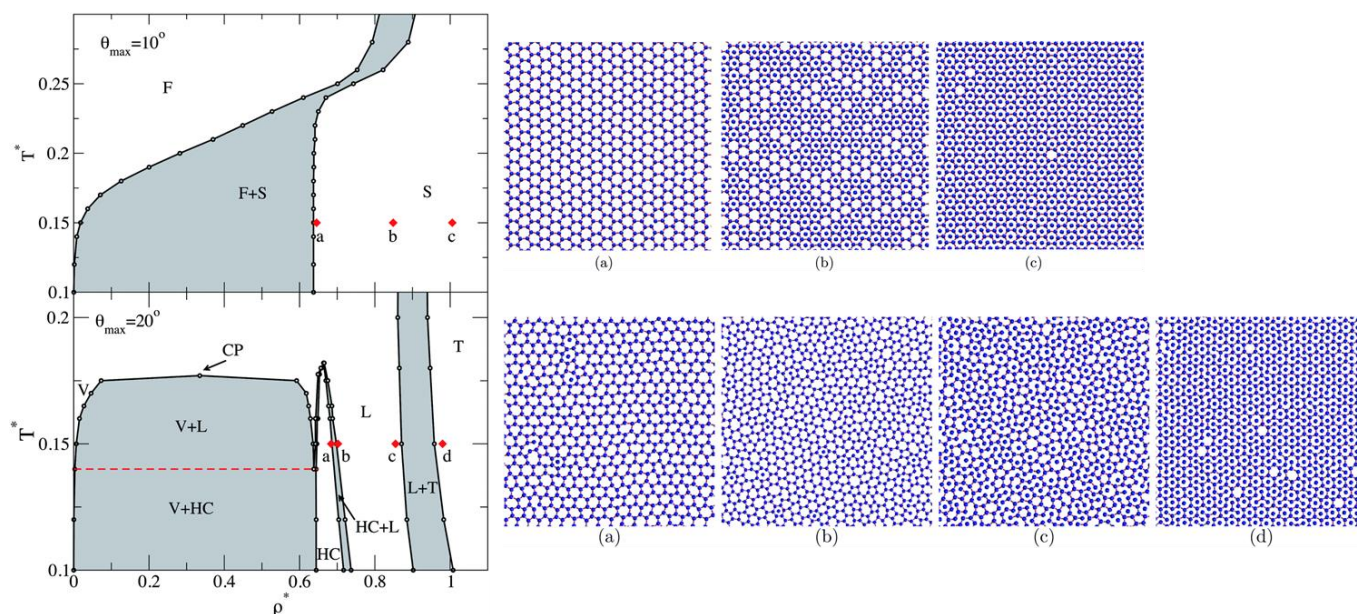 θmax=10°
F
0.25
T*
0.2
F+S
S
0.15
a
b
c
0.1
(a)
(b)
(c)
θmax=20°
0.2
CP
T
V
L
T*
V+L
0.15
a
b
c
d
L+T
V+HC
HC+L
HC
0.1
0
0.2
0.4
0.6
0.8
1
ρ*
(a)
(b)
(c)
(d)